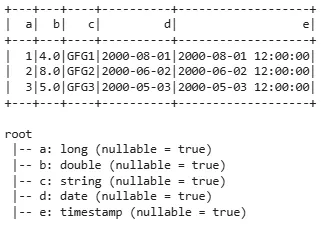 +---+---+----+----------+-------------------+
|  a|  b|   c|         d|                  e|
+---+---+----+----------+-------------------+
|  1|4.0|GFG1|2000-08-01|2000-08-01 12:00:00|
|  2|8.0|GFG2|2000-06-02|2000-06-02 12:00:00|
|  3|5.0|GFG3|2000-05-03|2000-05-03 12:00:00|
+---+---+----+----------+-------------------+
root
 |-- a: long (nullable = true)
 |-- b: double (nullable = true)
 |-- c: string (nullable = true)
 |-- d: date (nullable = true)
 |-- e: timestamp (nullable = true)